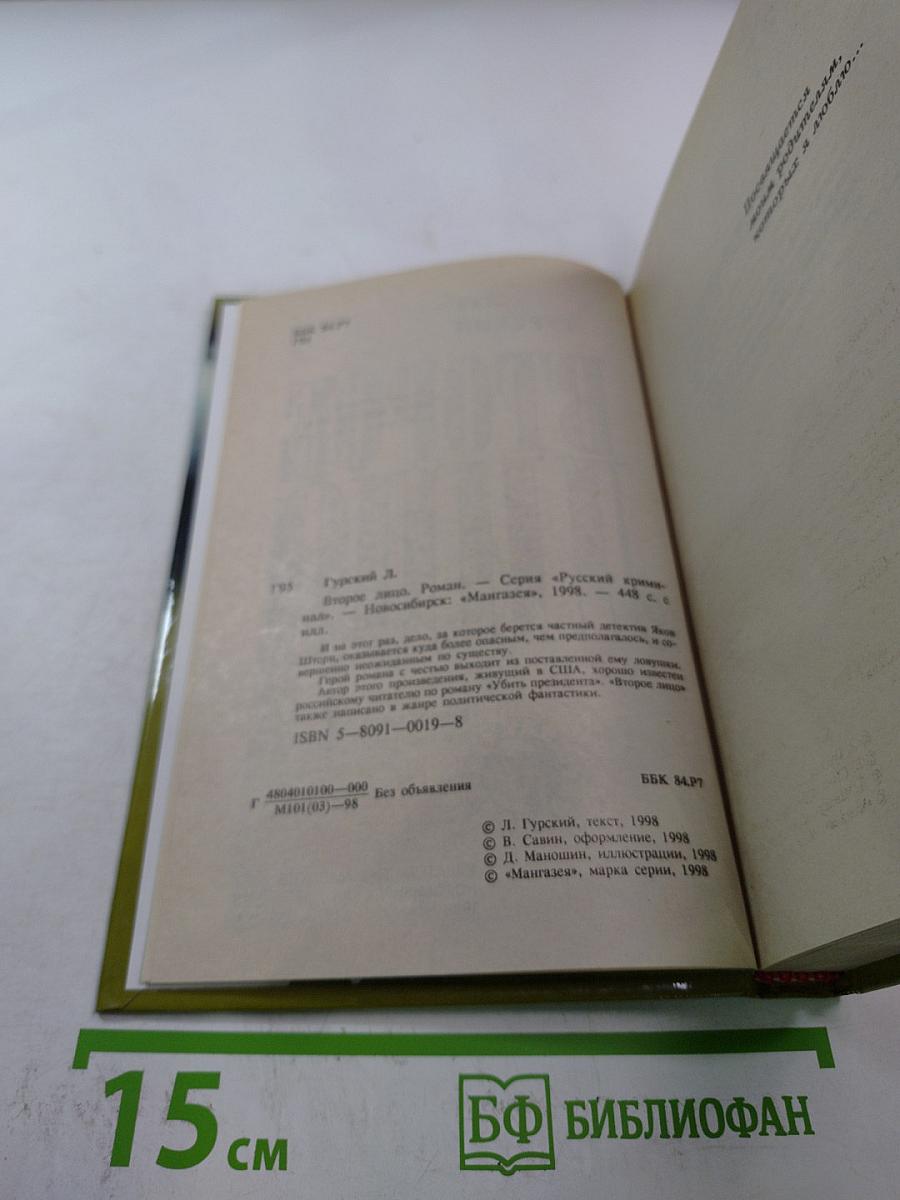 ББК 84.Р7
Г95
Г95 Гурский Л.
Второе лицо. Роман. — Серия «Русский крими-
нал». — Новосибирск: «Мангазея», 1998. — 448 с. с
илл.
И на этот раз, дело, за которое берется частный детектив Яков
Штерн, оказывается куда более опасным, чем предполагалось, и со-
вершенно неожиданным по существу.
Герой романа с честью выходит из поставленной ему ловушки.
Автор этого произведения, живущий в США, хорошо известен
российскому читателю по роману «Убить президента». «Второе лицо»
также написано в жанре политической фантастики.
ISBN 5—8091—0019—8
Г 4804010100—000 Без объявления
М101(03)—98
ББК 84.Р7
© Л. Гурский, текст, 1998
© В. Савин, оформление, 1998
© Д. Маношин, иллюстрации, 1998
© «Мангазея», марка серии, 1998
Посвящается
моим родителям,
которых я люблю...
15 см
БФ БИБЛИОФАН